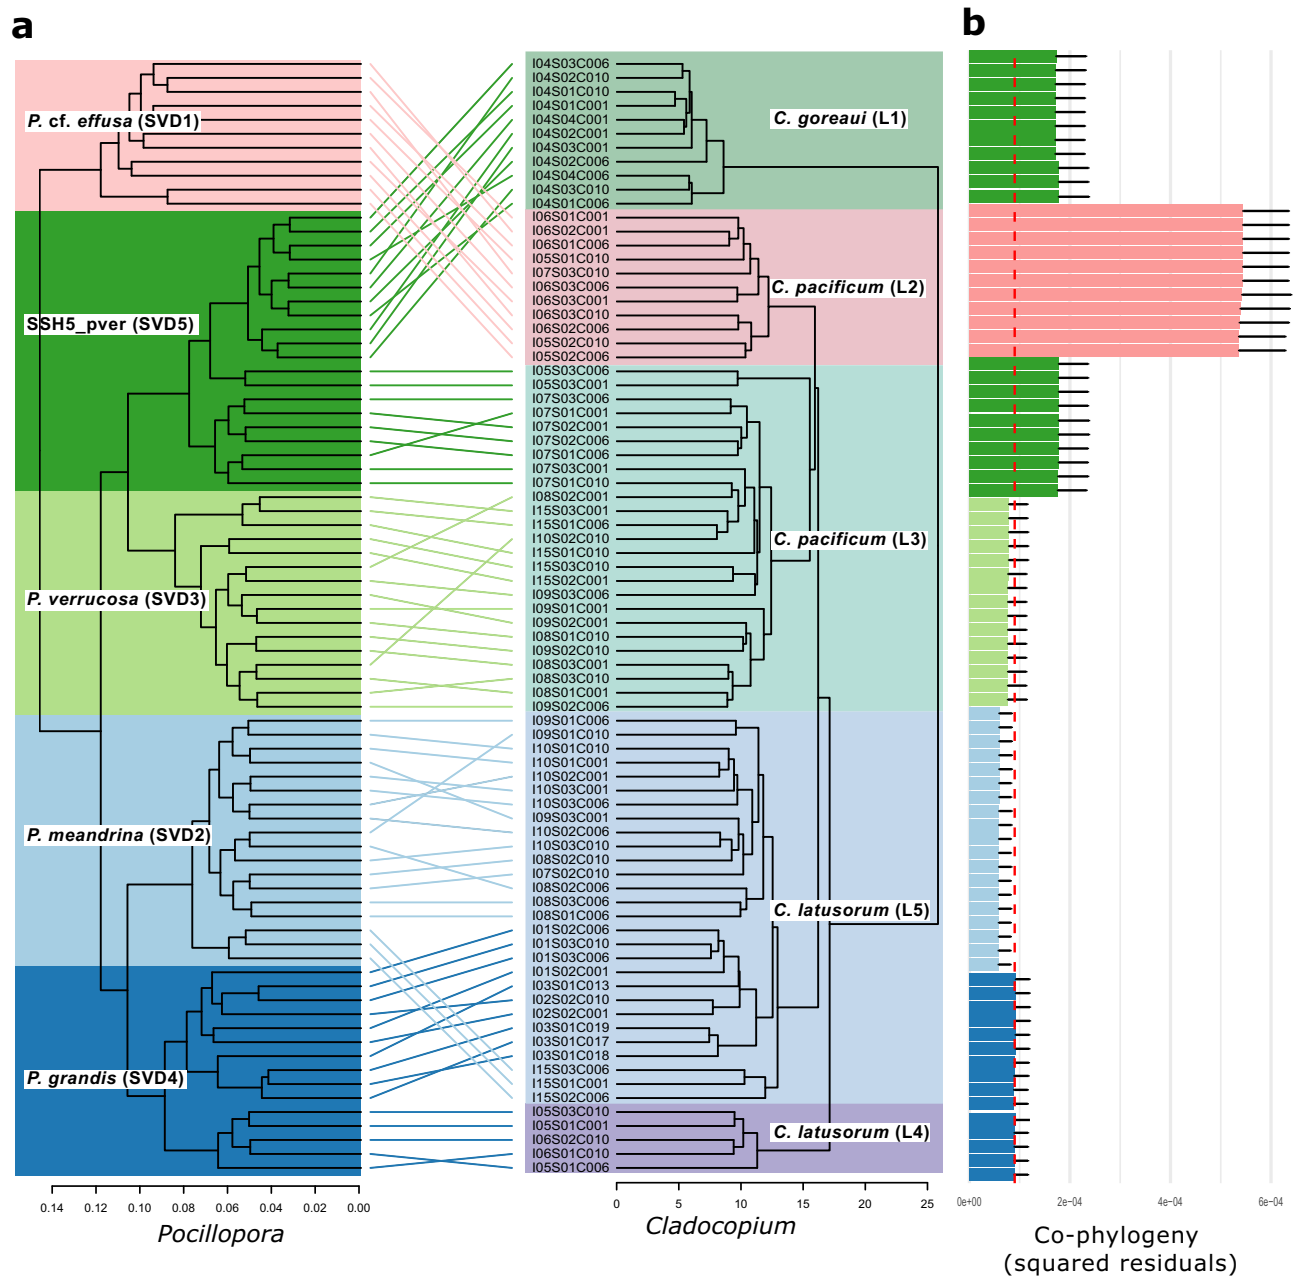 a
b
P. cf. effusa (SVD1)
SSH5_pver (SVD5)
P. verrucosa (SVD3)
P. meandrina (SVD2)
P. grandis (SVD4)
I04S03C006
I04S02C010
I04S01C010
I04S01C001
I04S04C001
I04S02C001
I04S03C001
I04S02C006
I04S04C006
I04S03C010
I04S01C006
I06S01C001
I06S02C001
I06S01C006
I05S01C010
I07S03C010
I06S03C006
I06S03C001
I06S03C010
I06S02C006
I05S02C010
I05S02C006
I05S03C006
I05S03C001
I07S03C006
I07S01C001
I07S02C001
I07S02C006
I07S01C006
I07S03C001
I07S01C010
I08S02C001
I15S03C001
I15S01C006
I10S02C010
I15S01C010
I15S03C010
I15S02C001
I09S03C006
I09S01C001
I09S02C001
I08S01C010
I09S02C010
I08S03C001
I08S03C010
I08S01C001
I09S02C006
I09S01C006
I09S01C010
I10S01C010
I10S01C001
I10S02C001
I10S03C001
I10S03C006
I09S03C001
I10S02C006
I10S03C010
I08S02C010
I07S02C010
I08S02C006
I08S03C006
I08S01C006
I01S02C006
I01S03C010
I01S03C006
I01S02C001
I03S01C013
I02S02C010
I02S02C001
I03S01C019
I03S01C017
I03S01C018
I15S03C006
I15S01C001
I15S02C006
I05S03C010
I05S01C001
I06S02C010
I06S01C010
I05S01C006
C. goreaui (L1)
C. pacificum (L2)
C. pacificum (L3)
C. latusorum (L5)
C. latusorum (L4)
0.14 0.12 0.10 0.08 0.06 0.04 0.02 0.00
Pocillopora
0 5 10 15 20 25
Cladocopium
0e+00 2e-04 4e-04 6e-04
Co-phylogeny
(squared residuals)